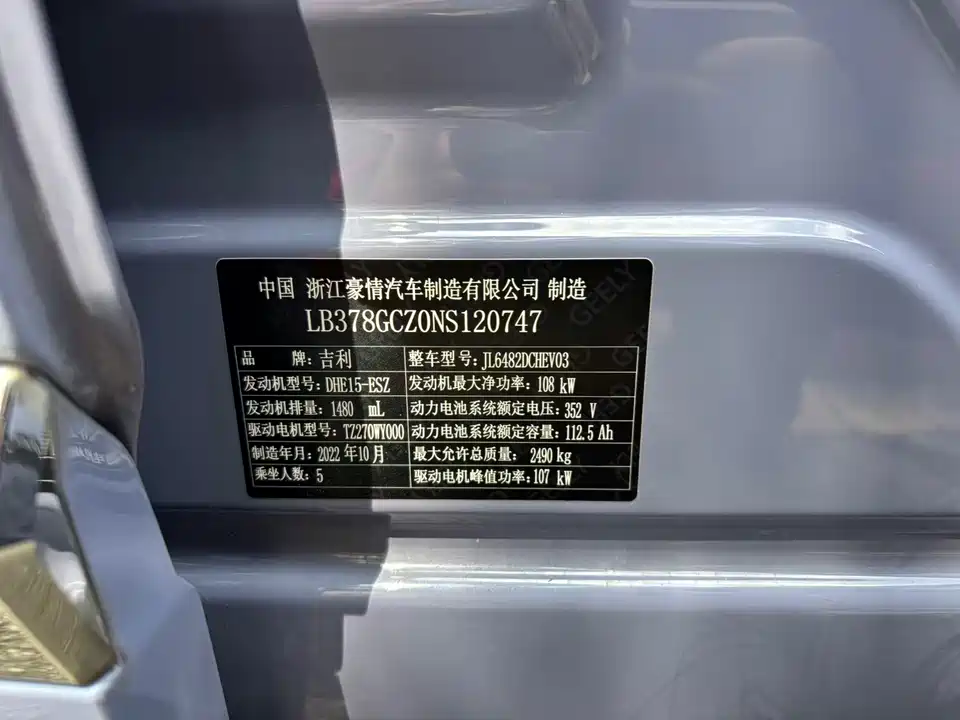 中国 浙江豪情汽车制造有限公司 制造
LB378GCZ0NS120747
品 牌：吉利 整车型号：JL6482DCHEV03
发动机型号：DHE15-ESZ 发动机最大净功率：108 kW
发动机排量：1480 mL 动力电池系统额定电压：352 V
驱动电机型号：TZ270WY000 动力电池系统额定容量：112.5 Ah
制造年月：2022 年10 月 最大允许总质量：2490 kg
乘坐人数：5 驱动电机峰值功率：107 kW
GEELY